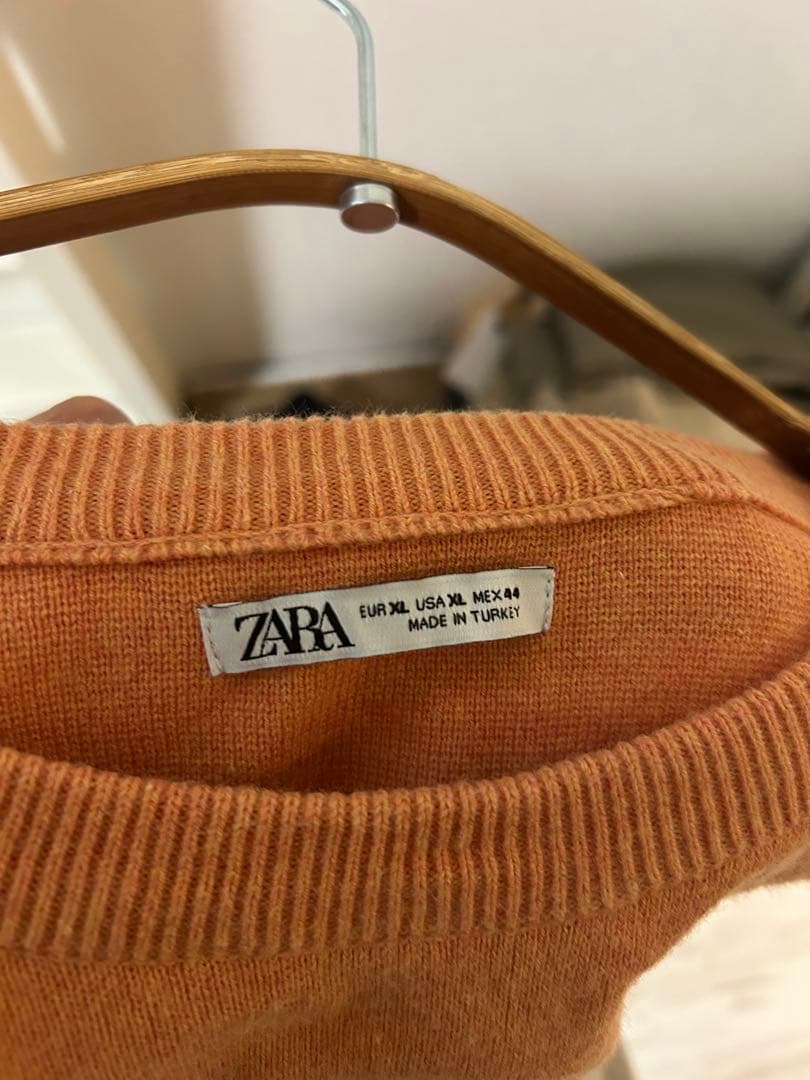 ZARA
EUR XL USA XL MEX 44
MADE IN TURKEY